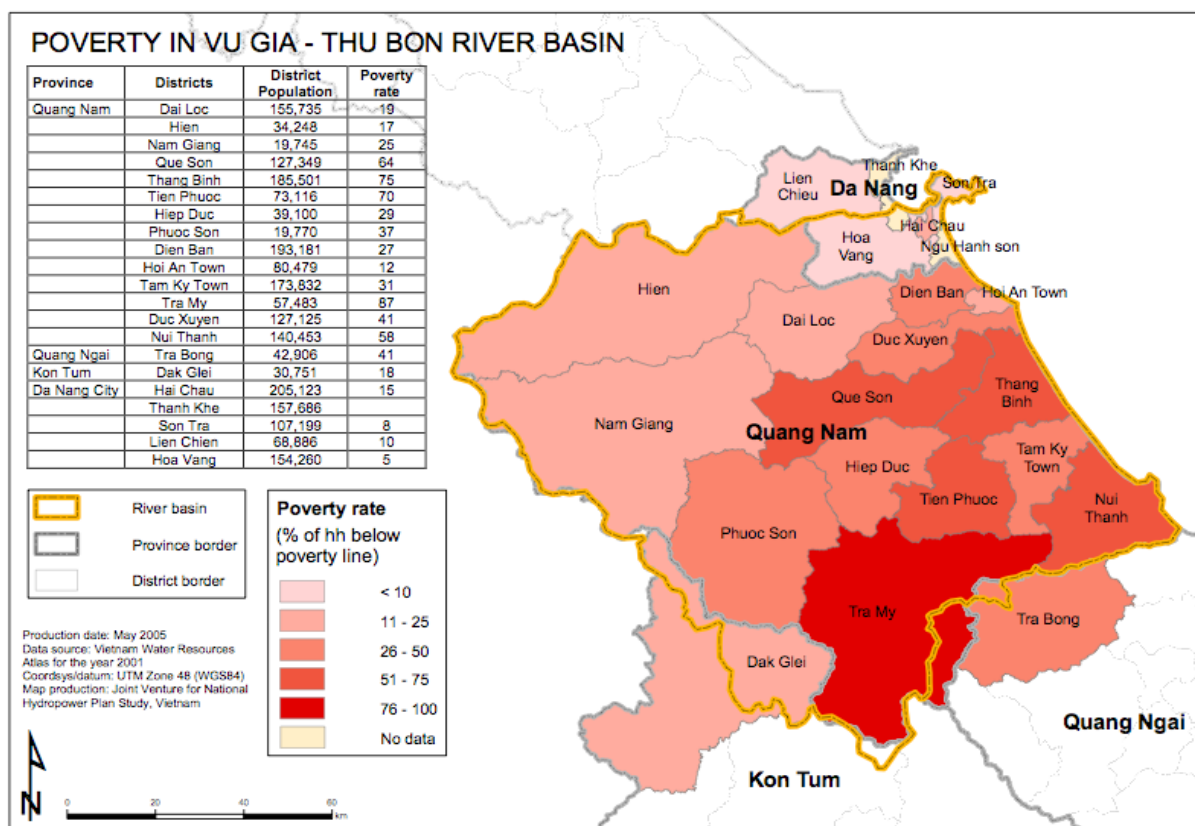 POVERTY IN VU GIA - THU BON RIVER BASIN
Province Districts District Population Poverty rate
Quang Nam Dai Loc 155,735 19
Hien 34,248 17
Nam Giang 19,745 25
Que Son 127,349 64
Thang Binh 185,501 75
Tien Phuoc 73,116 70
Hiep Duc 39,100 29
Phuoc Son 19,770 37
Dien Ban 193,181 27
Hoi An Town 80,479 12
Tam Ky Town 173,832 31
Tra My 57,483 87
Duc Xuyen 127,125 41
Nui Thanh 140,453 58
Quang Ngai Tra Bong 42,906 41
Kon Tum Dak Glei 30,751 18
Da Nang City Hai Chau 205,123 15
Thanh Khe 157,686
Son Tra 107,199 8
Lien Chien 68,886 10
Hoa Vang 154,260 5
River basin
Province border
District border
Poverty rate
(% of hh below
poverty line)
< 10
11 - 25
26 - 50
51 - 75
76 - 100
No data
Production date: May 2005
Data source: Vietnam Water Resources
Atlas for the year 2001
Coordsys/datum: UTM Zone 48 (WGS84)
Map production: Joint Venture for National
Hydropower Plan Study, Vietnam
N
0 20 40 60
km
Thanh Khe
Lien
Chieu
Da Nang
Son Tra
Hai Chau
Hoa
Vang
Ngu Hanh son
Hien
Dien Ban
Hoi An Town
Dai Loc
Duc Xuyen
Que Son
Thang
Binh
Nam Giang
Quang Nam
Hiep Duc
Tam Ky
Town
Tien Phuoc
Nui
Thanh
Phuoc Son
Tra My
Tra Bong
Dak Glei
Quang Ngai
Kon Tum